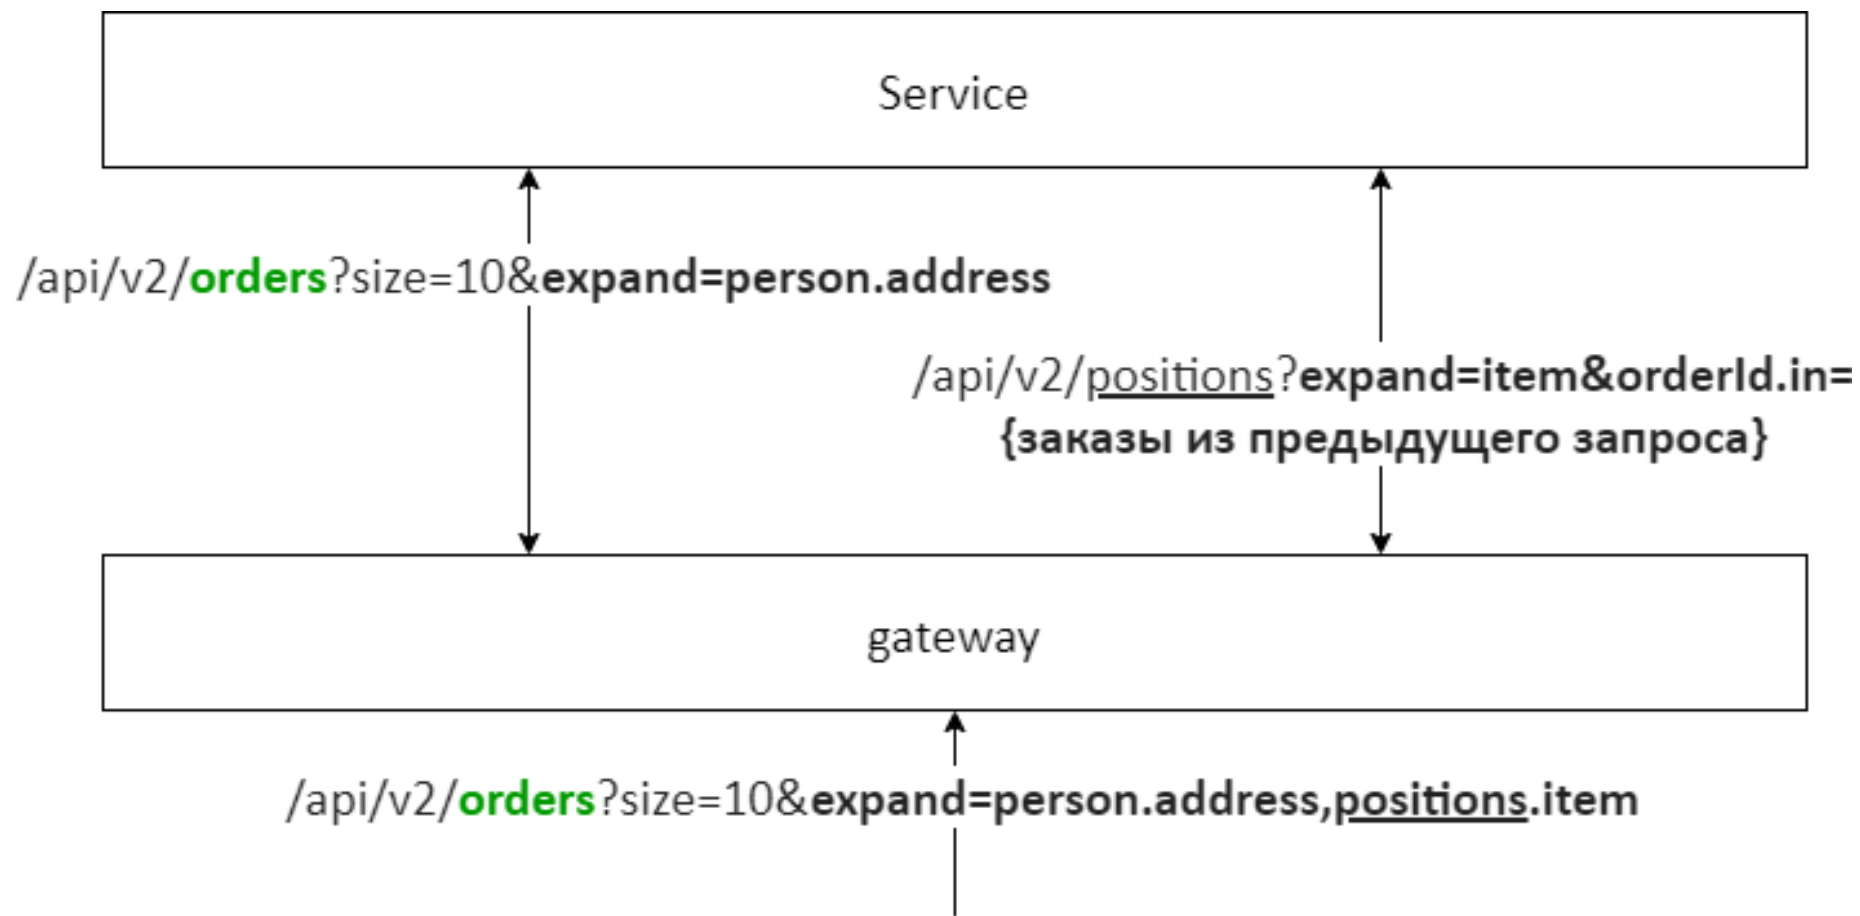 Service
/api/v2/orders?size=10&expand=person.address
/api/v2/positions?expand=item&orderId.in=
{заказы из предыдущего запроса}
gateway
/api/v2/orders?size=10&expand=person.address,positions.item